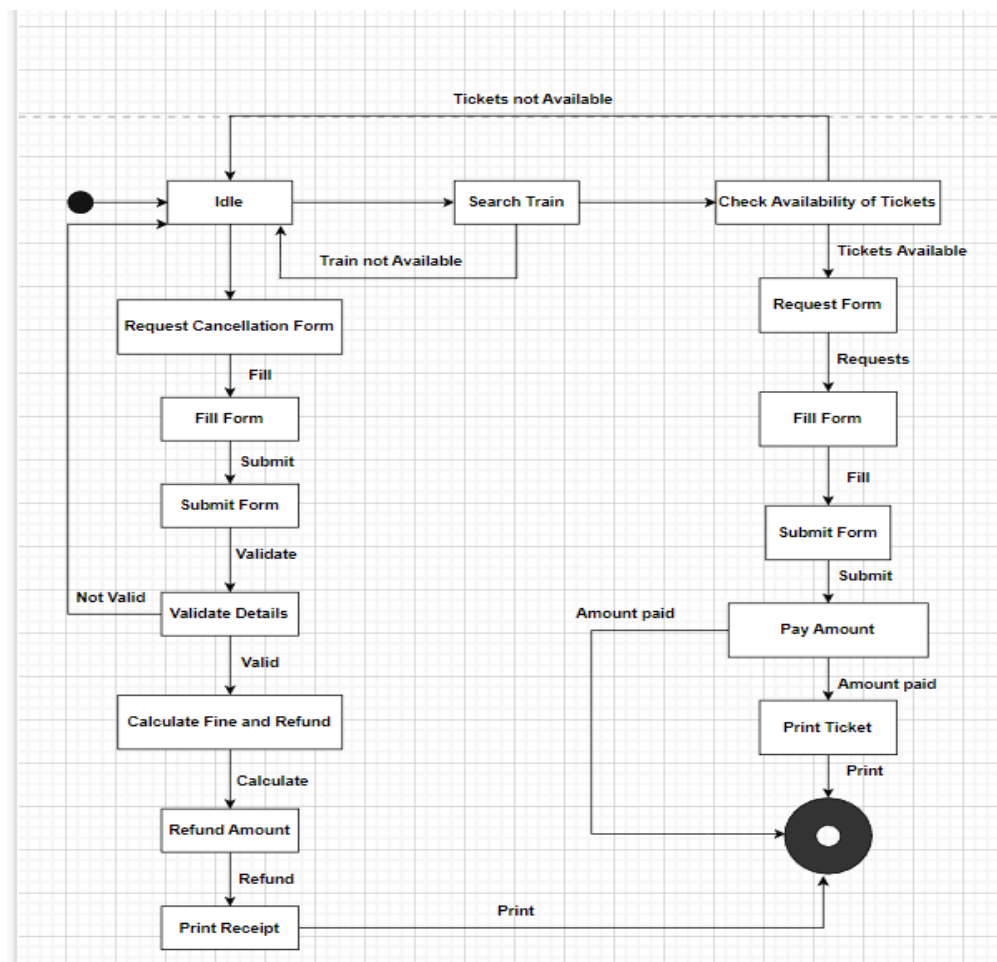 Tickets not Available
Idle
Search Train
Check Availability of Tickets
Train not Available
Tickets Available
Request Form
Request Cancellation Form
Requests
Fill
Fill Form
Fill Form
Submit
Fill
Submit Form
Submit Form
Validate
Submit
Not Valid
Validate Details
Amount paid
Pay Amount
Valid
Amount paid
Calculate Fine and Refund
Print Ticket
Print
Calculate
Refund Amount
Refund
Print
Print Receipt